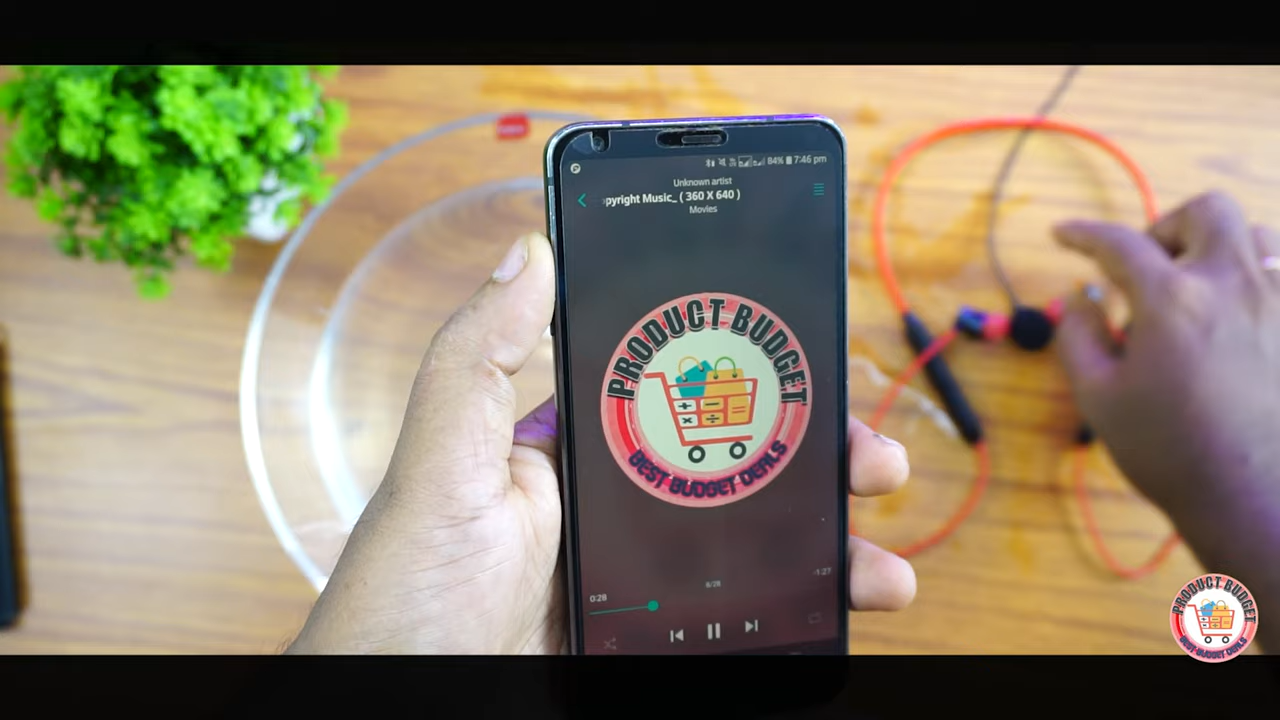 84% 7:46 pm
Unknown artist
pyright Music_ ( 360 X 640 )
Movies
PRODUCT BUDGET
BEST BUDGET DEALS
6/28
0:28
-1:27
PRODUCT BUDGET
BEST BUDGET DEALS